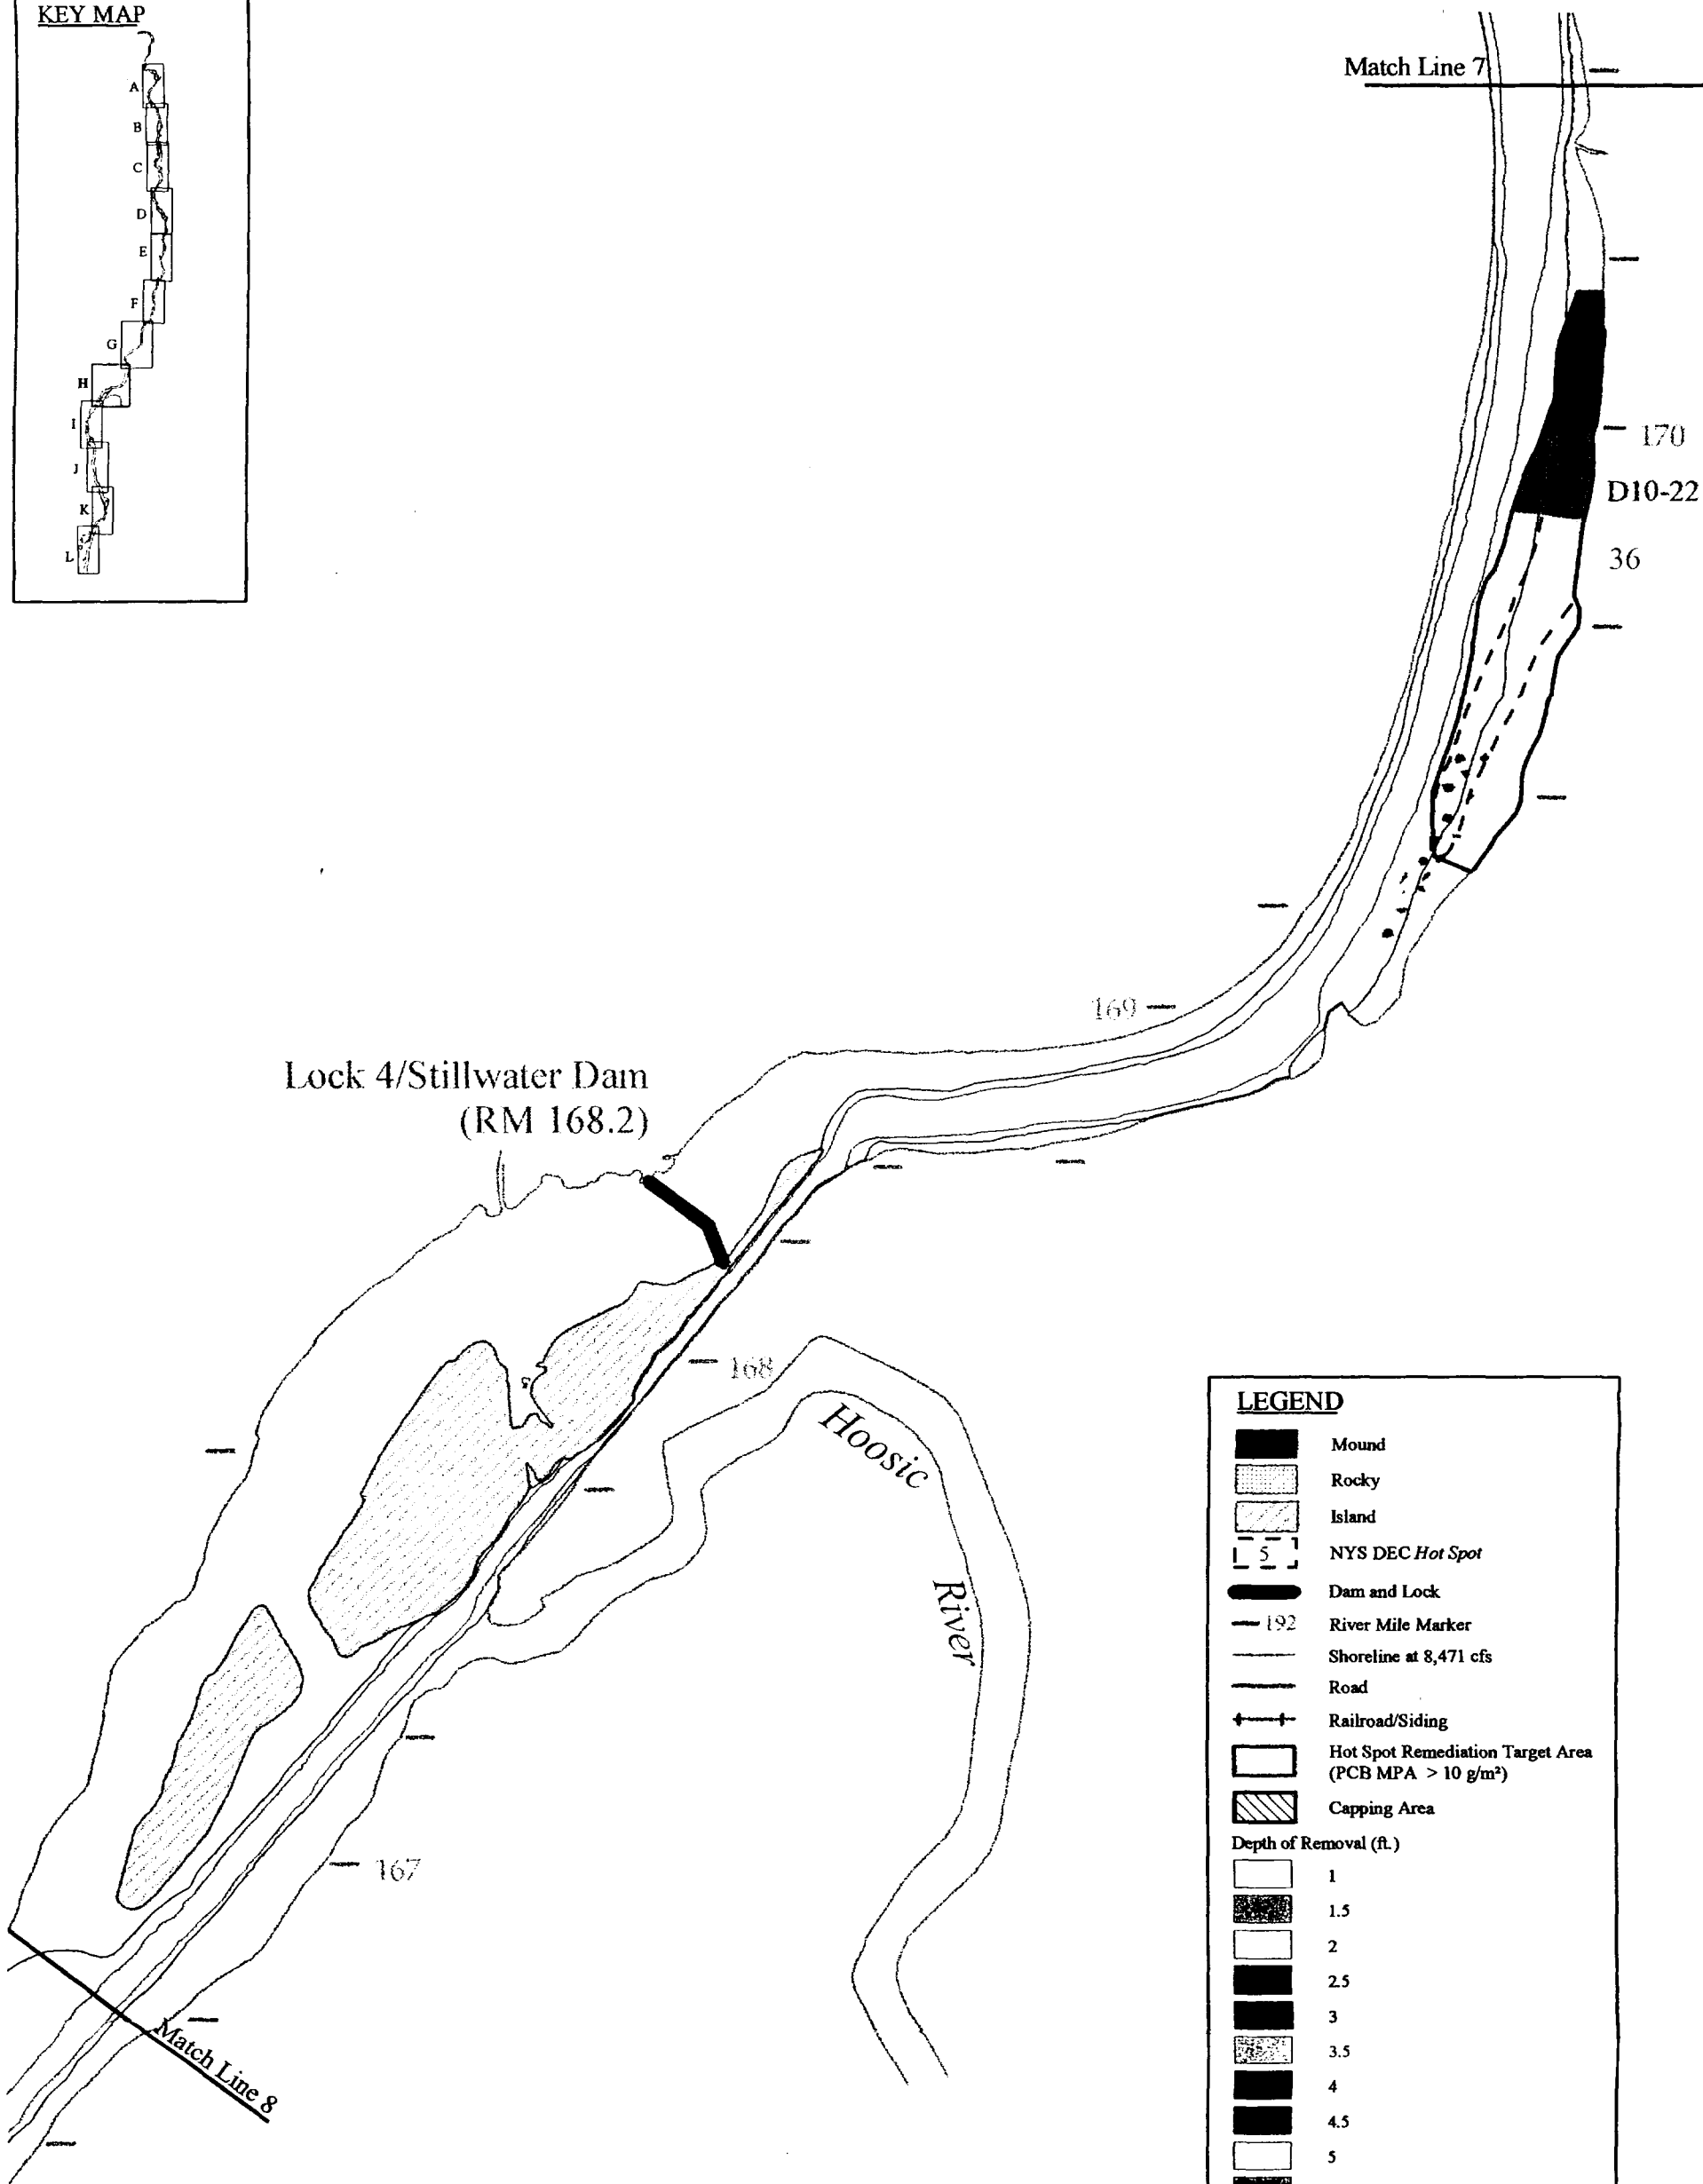 KEY MAP
A
B
C
D
E
F
G
H
I
J
K
L
Match Line 7
170
D10-22
36
169
Lock 4/Stillwater Dam
(RM 168.2)
168
Hoosic
River
167
Match Line 8
LEGEND
Mound
Rocky
Island
5 NYS DEC Hot Spot
Dam and Lock
192 River Mile Marker
Shoreline at 8,471 cfs
Road
Railroad/Siding
Hot Spot Remediation Target Area
(PCB MPA > 10 g/m²)
Capping Area
Depth of Removal (ft.)
1
1.5
2
2.5
3
3.5
4
4.5
5